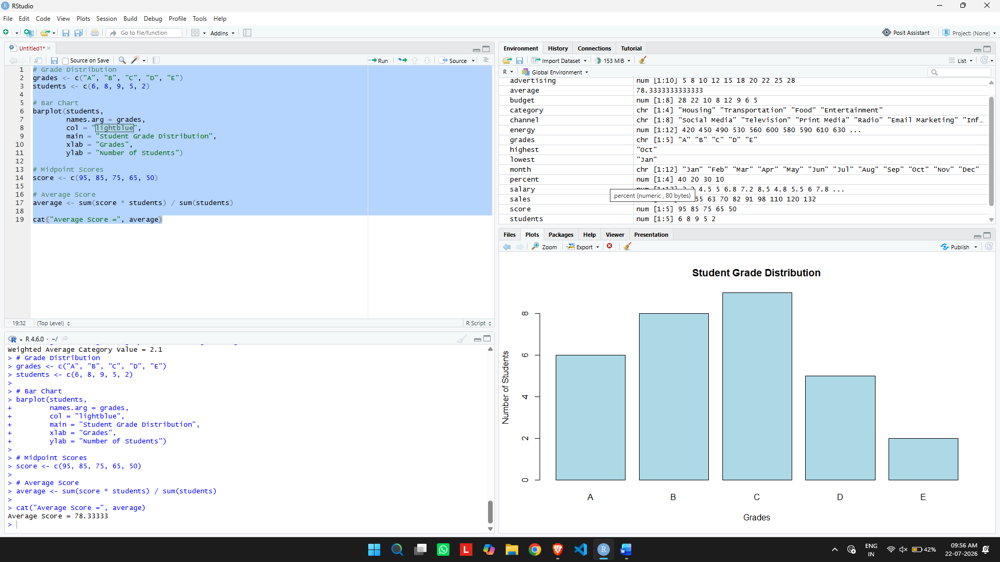 RStudio
File Edit Code View Plots Session Build Debug Profile Tools Help
Go to file/function Addins Posit Assistant Project: (None)
Untitled1*
Source on Save Run Source
1 # Grade Distribution
2 grades <- c("A", "B", "C", "D", "E")
3 students <- c(6, 8, 9, 5, 2)
4
5 # Bar Chart
6 barplot(students,
7 names.arg = grades,
8 col = "lightblue",
9 main = "Student Grade Distribution",
10 xlab = "Grades",
11 ylab = "Number of Students")
12
13 # Midpoint Scores
14 score <- c(95, 85, 75, 65, 50)
15
16 # Average Score
17 average <- sum(score * students) / sum(students)
18
19 cat("Average Score =", average)
19:32 (Top Level) R Script
R 4.6.0 · ~/
Weighted Average Category Value = 2.1
> # Grade Distribution
> grades <- c("A", "B", "C", "D", "E")
> students <- c(6, 8, 9, 5, 2)
>
> # Bar Chart
> barplot(students,
+ names.arg = grades,
+ col = "lightblue",
+ main = "Student Grade Distribution",
+ xlab = "Grades",
+ ylab = "Number of Students")
>
> # Midpoint Scores
> score <- c(95, 85, 75, 65, 50)
>
> # Average Score
> average <- sum(score * students) / sum(students)
>
> cat("Average Score =", average)
Average Score = 78.33333
>
Environment History Connections Tutorial
Import Dataset 153 MiB List
R Global Environment
advertising num [1:10] 5 8 10 12 15 18 20 22 25 28
average 78.3333333333333
budget num [1:8] 28 22 10 8 12 9 6 5
category chr [1:4] "Housing" "Transportation" "Food" "Entertainment"
channel chr [1:8] "Social Media" "Television" "Print Media" "Radio" "Email Marketing" "Inf…
energy num [1:12] 420 450 490 530 560 600 580 590 610 630 ...
grades chr [1:5] "A" "B" "C" "D" "E"
highest "Oct"
lowest "Jan"
month chr [1:12] "Jan" "Feb" "Mar" "Apr" "May" "Jun" "Jul" "Aug" "Sep" "Oct" "Nov" "Dec"
percent num [1:4] 40 20 30 10
salary 4.5 5 6.8 7.2 8.5 4.8 5.5 6 7.8 ...
percent (numeric , 80 bytes)
sales 55 63 70 82 91 98 110 120 132
score num [1:5] 95 85 75 65 50
students num [1:5] 6 8 9 5 2
Files Plots Packages Help Viewer Presentation
Zoom Export Publish
Student Grade Distribution
Number of Students
8
6
4
2
0
A B C D E
Grades
L
ENG
IN
42%
09:56 AM
22-07-2026